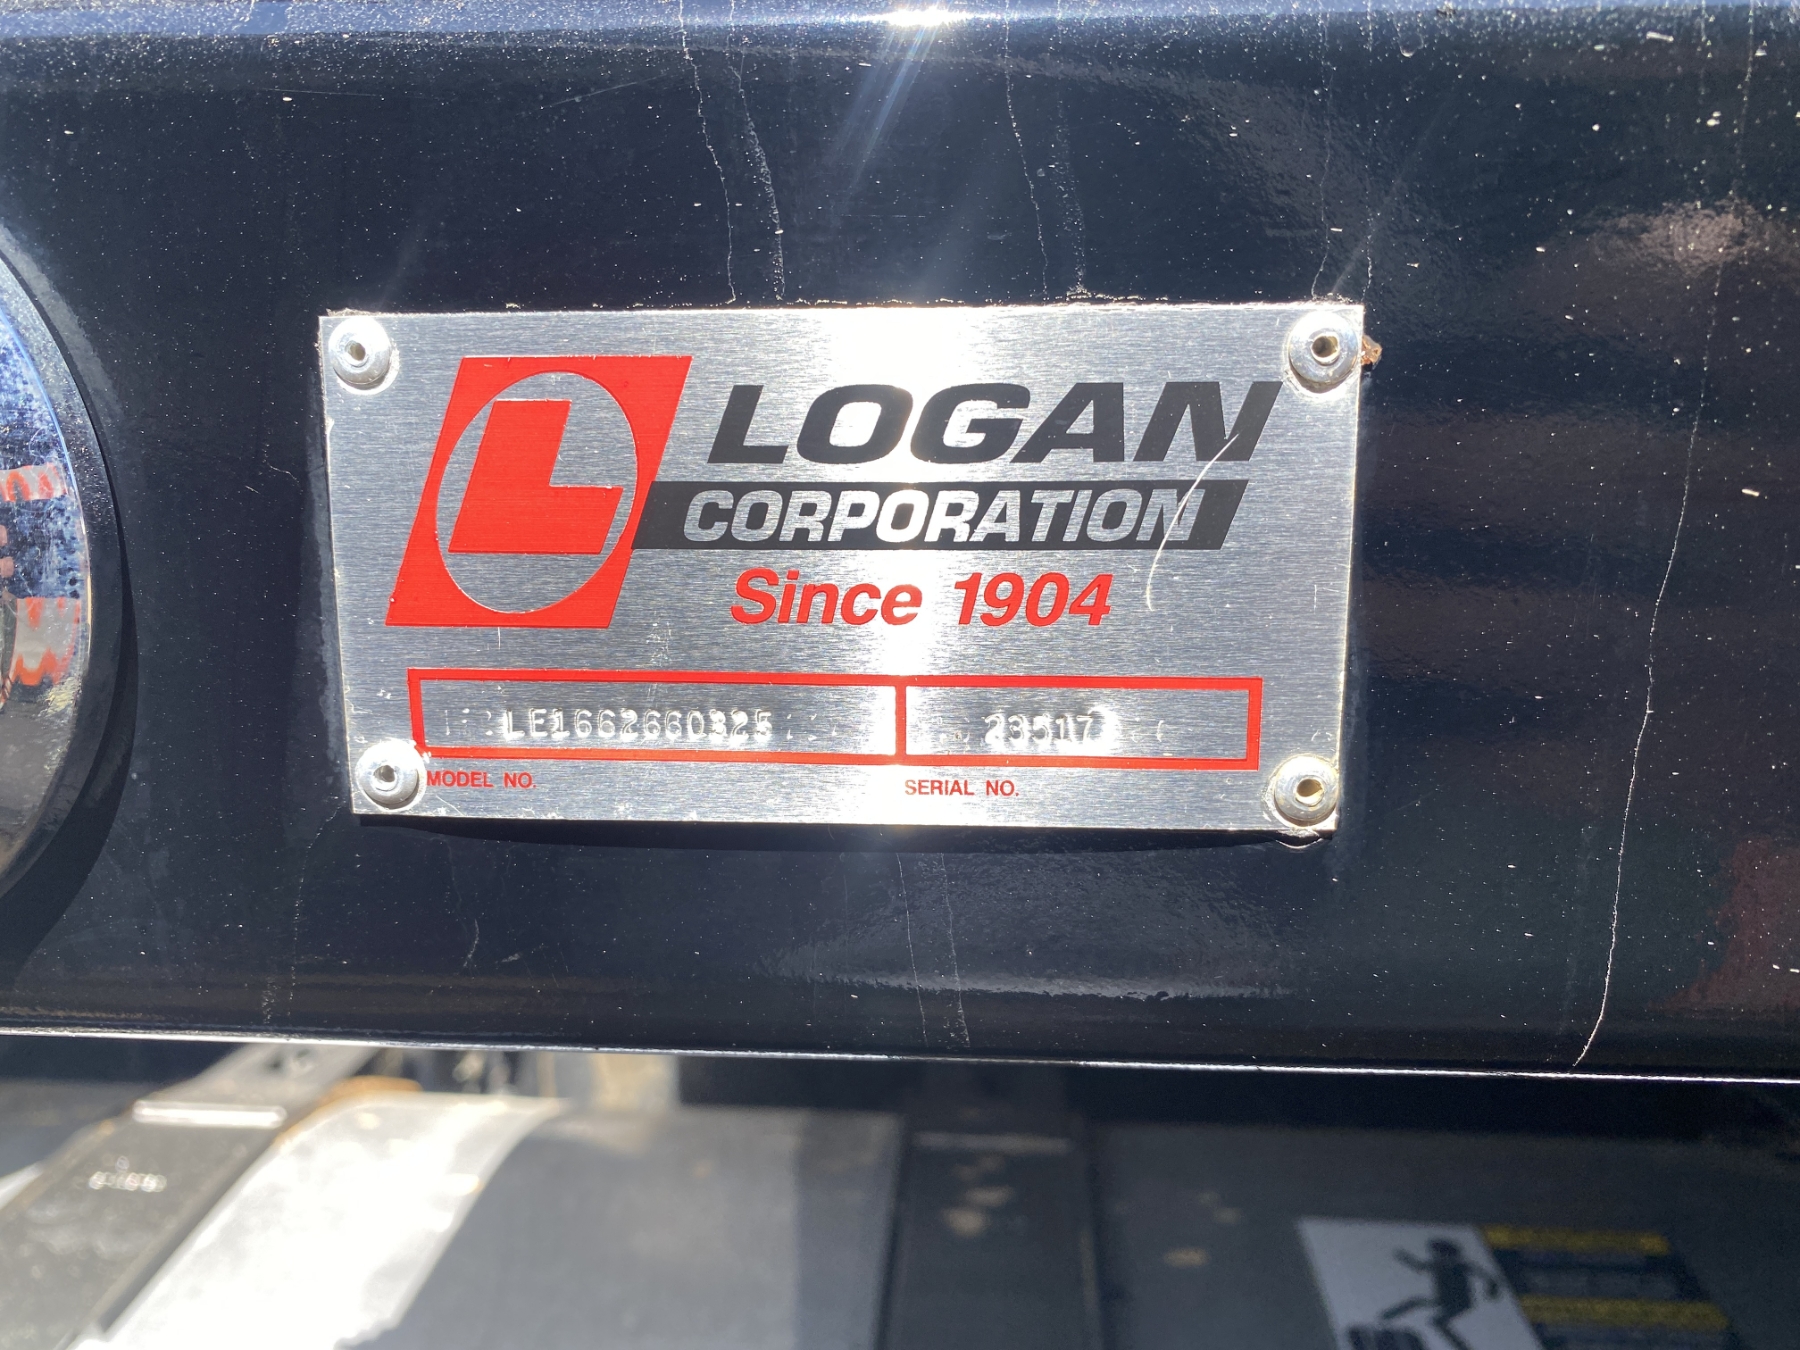 L
LOGAN
CORPORATION
Since 1904
LE1662660325
23517
MODEL NO.
SERIAL NO.